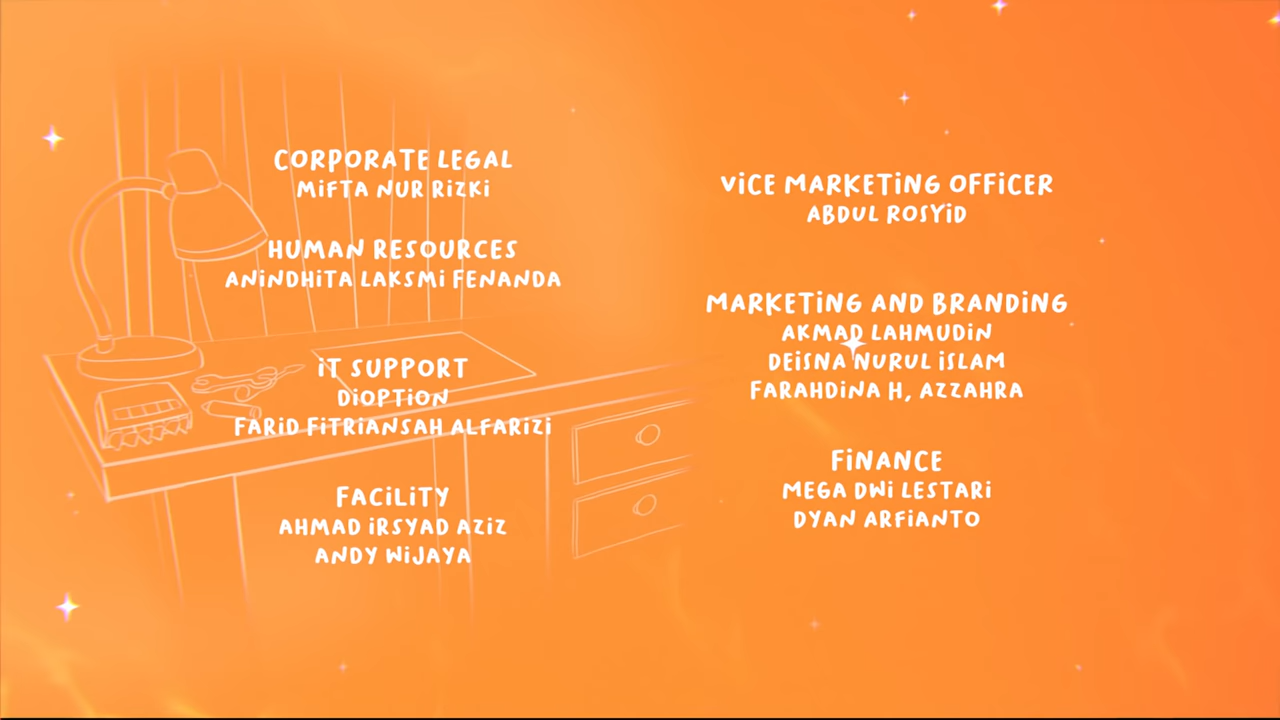 CORPORATE LEGAL
MiFTA NUR RiZKi
HUMAN RESOURCES
ANiNDHiTA LAKSMi FENANDA
iT SUPPORT
DiOPTiON
FARiD FiTRiANSAH ALFARiZi
FACiLiTY
AHMAD iRSYAD AZiZ
ANDY WiJAYA
ViCE MARKETiNG OFFiCER
ABDUL ROSYiD
MARKETiNG AND BRANDiNG
AKMAD LAHMUDiN
DEiSNA NURUL iSLAM
FARAHDiNA H, AZZAHRA
FiNANCE
MEGA DWi LESTARi
DYAN ARFiANTO